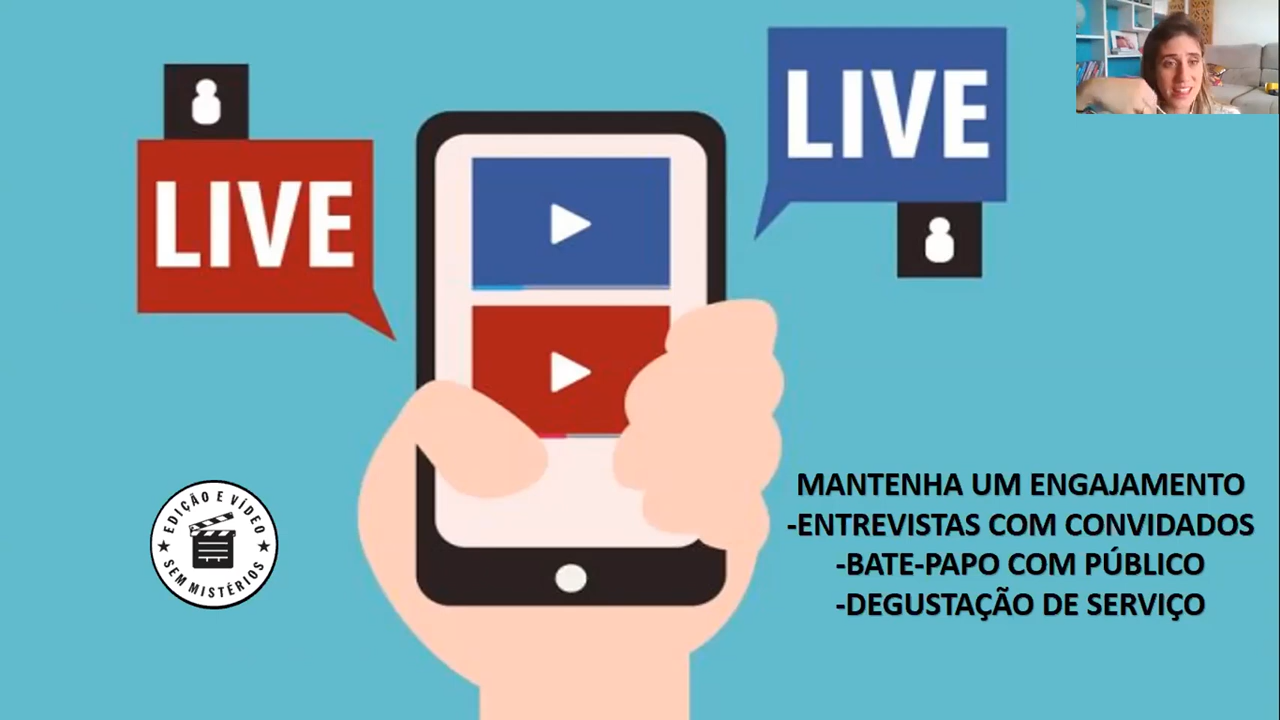 LIVE
LIVE
EDIÇÃO E VÍDEO
SEM MISTÉRIOS
MANTENHA UM ENGAJAMENTO
-ENTREVISTAS COM CONVIDADOS
-BATE-PAPO COM PÚBLICO
-DEGUSTAÇÃO DE SERVIÇO